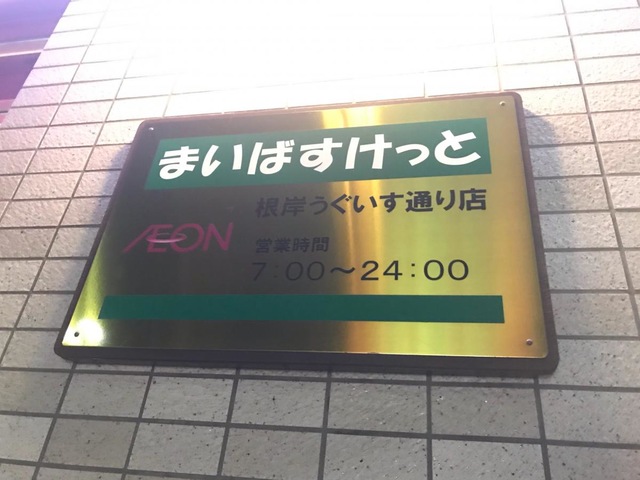 まいばすけっと
根岸うぐいす通り店
ÆON
営業時間
7:00〜24:00